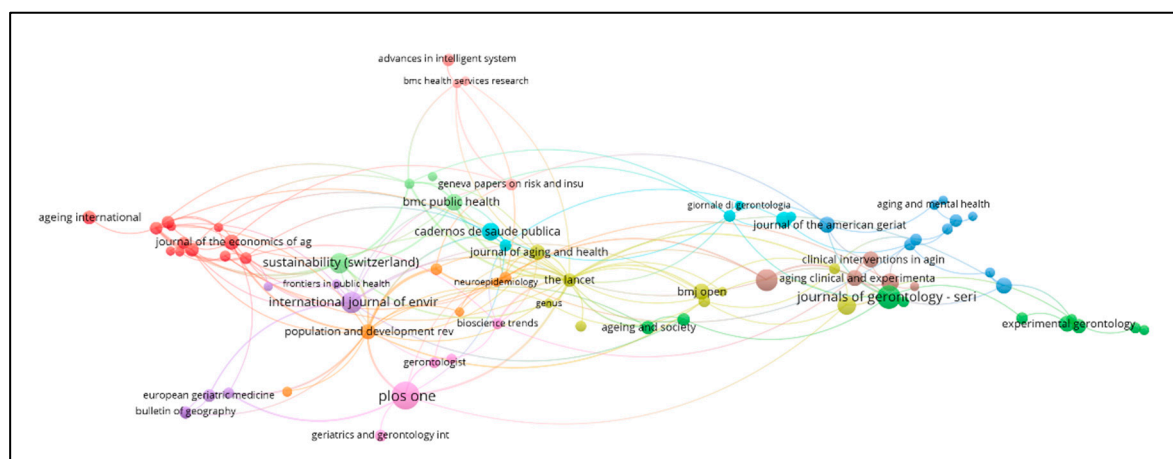 advances in intelligent system
bmc health services research
geneva papers on risk and insu
bmc public health
ageing international
journal of the economics of ag
cadernos de saude publica
journal of aging and health
sustainability (switzerland)
frontiers in public health
neuroepidemiology
the lancet
international journal of envir
genus
bioscience trends
population and development rev
gerontologist
european geriatric medicine
bulletin of geography
plos one
geriatrics and gerontology int
giornale di gerontologia
journal of the american geriat
aging and mental health
clinical interventions in agin
aging clinical and experimenta
bmj open
journals of gerontology - seri
ageing and society
experimental gerontology